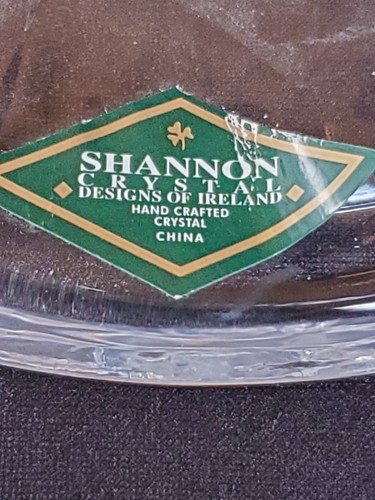 SHANNON
CRYSTAL
DESIGNS OF IRELAND
HAND CRAFTED
CRYSTAL
CHINA